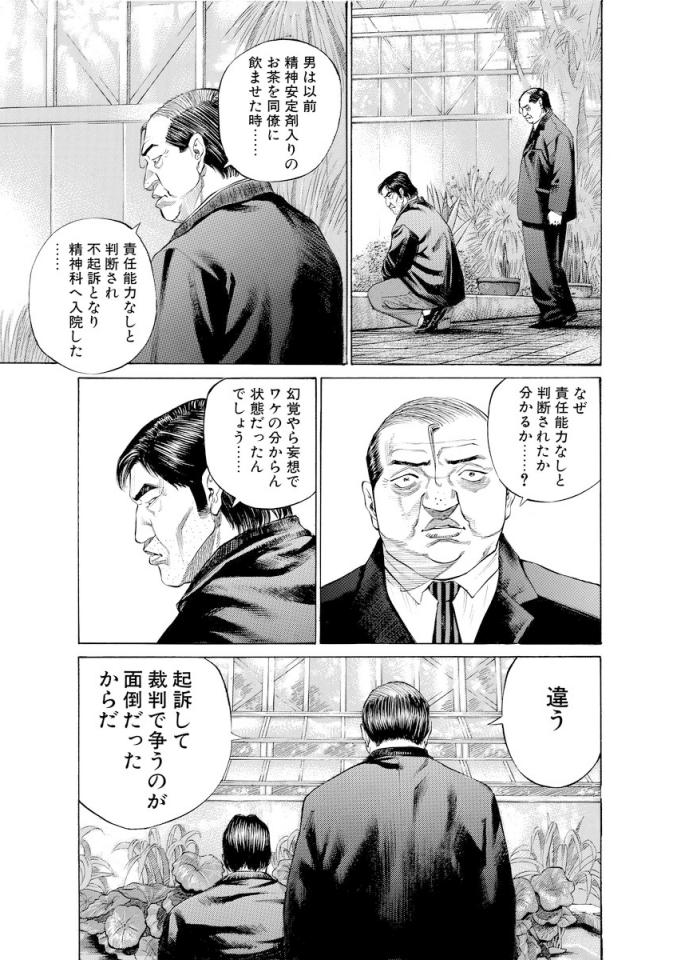 男は以前
精神安定剤入りの
お茶を同僚に
飲ませた時……
責任能力なしと
判断され
不起訴となり
精神科へ入院した
……
なぜ
責任能力なしと
判断されたか
分かるか……?
幻覚やら妄想で
ワケの分からん
状態だったん
でしょう……
違う
起訴して
裁判で争うのが
面倒だった
からだ